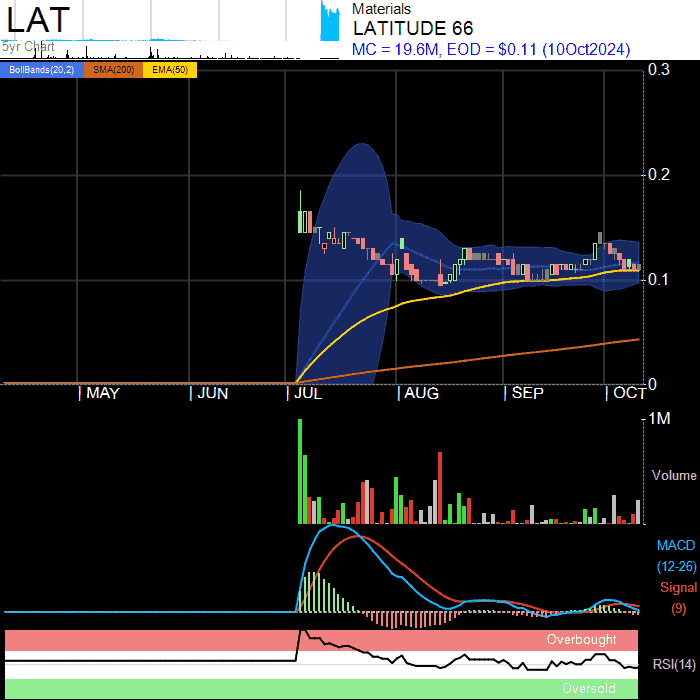 LAT
Materials
LATITUDE 66
5yr Chart
MC = 19.6M, EOD = $0.11 (10Oct2024)
BollBands(20,2) SMA(200) EMA(50)
0.3
0.2
0.1
0
| MAY | JUN | JUL | AUG | SEP | OCT
1M
Volume
MACD
(12-26)
Signal
(9)
Overbought
RSI(14)
Oversold